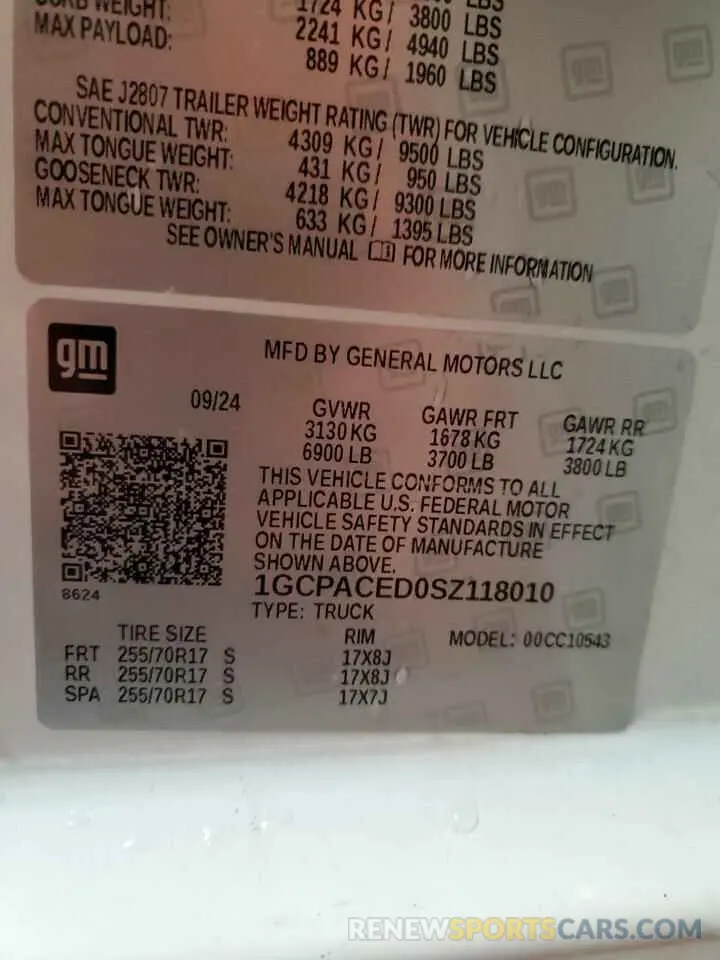 1724 KG/ 3800 LBS
2241 KG/ 4940 LBS
MAX PAYLOAD: 889 KG/ 1960 LBS
SAE J2807 TRAILER WEIGHT RATING (TWR) FOR VEHICLE CONFIGURATION.
CONVENTIONAL TWR: 4309 KG/ 9500 LBS
MAX TONGUE WEIGHT: 431 KG/ 950 LBS
GOOSENECK TWR: 4218 KG/ 9300 LBS
MAX TONGUE WEIGHT: 633 KG/ 1395 LBS
SEE OWNER'S MANUAL FOR MORE INFORMATION
gm
MFD BY GENERAL MOTORS LLC
09/24
GVWR GAWR FRT GAWR RR
3130 KG 1678 KG 1724 KG
6900 LB 3700 LB 3800 LB
THIS VEHICLE CONFORMS TO ALL
APPLICABLE U.S. FEDERAL MOTOR
VEHICLE SAFETY STANDARDS IN EFFECT
ON THE DATE OF MANUFACTURE
SHOWN ABOVE.
8624
1GCPACED0SZ118010
TYPE: TRUCK
TIRE SIZE RIM MODEL: 00CC10543
FRT 255/70R17 S 17X8J
RR 255/70R17 S 17X8J
SPA 255/70R17 S 17X7J
RENEWSPORTSCARS.COM